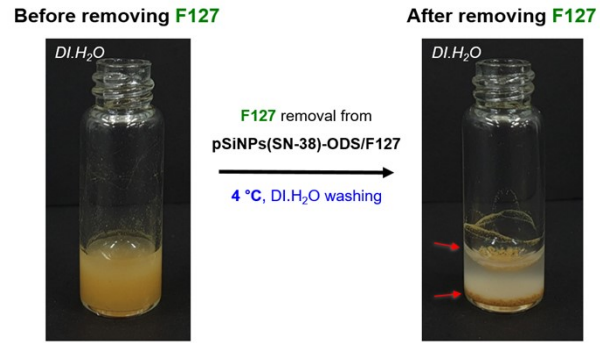 Before removing F127
After removing F127
DI.H₂O
F127 removal from
pSiNPs(SN-38)-ODS/F127
4 °C, DI.H₂O washing
DI.H₂O